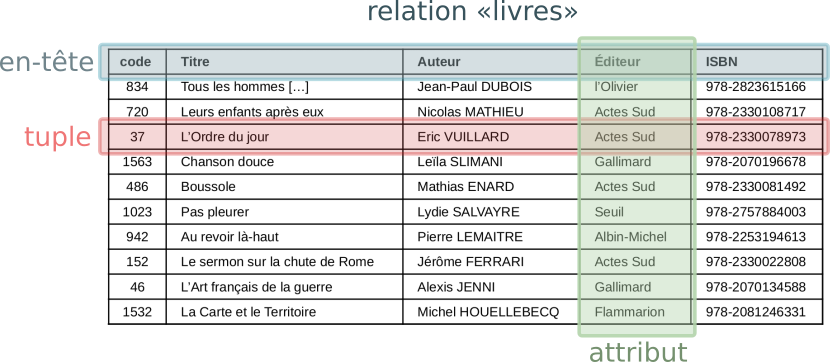 relation «livres»
en-tête
code Titre Auteur Éditeur ISBN
834 Tous les hommes […] Jean-Paul DUBOIS l'Olivier 978-2823615166
720 Leurs enfants après eux Nicolas MATHIEU Actes Sud 978-2330108717
tuple
37 L'Ordre du jour Eric VUILLARD Actes Sud 978-2330078973
1563 Chanson douce Leïla SLIMANI Gallimard 978-2070196678
486 Boussole Mathias ENARD Actes Sud 978-2330081492
1023 Pas pleurer Lydie SALVAYRE Seuil 978-2757884003
942 Au revoir là-haut Pierre LEMAITRE Albin-Michel 978-2253194613
152 Le sermon sur la chute de Rome Jérôme FERRARI Actes Sud 978-2330022808
46 L'Art français de la guerre Alexis JENNI Gallimard 978-2070134588
1532 La Carte et le Territoire Michel HOUELLEBECQ Flammarion 978-2081246331
attribut